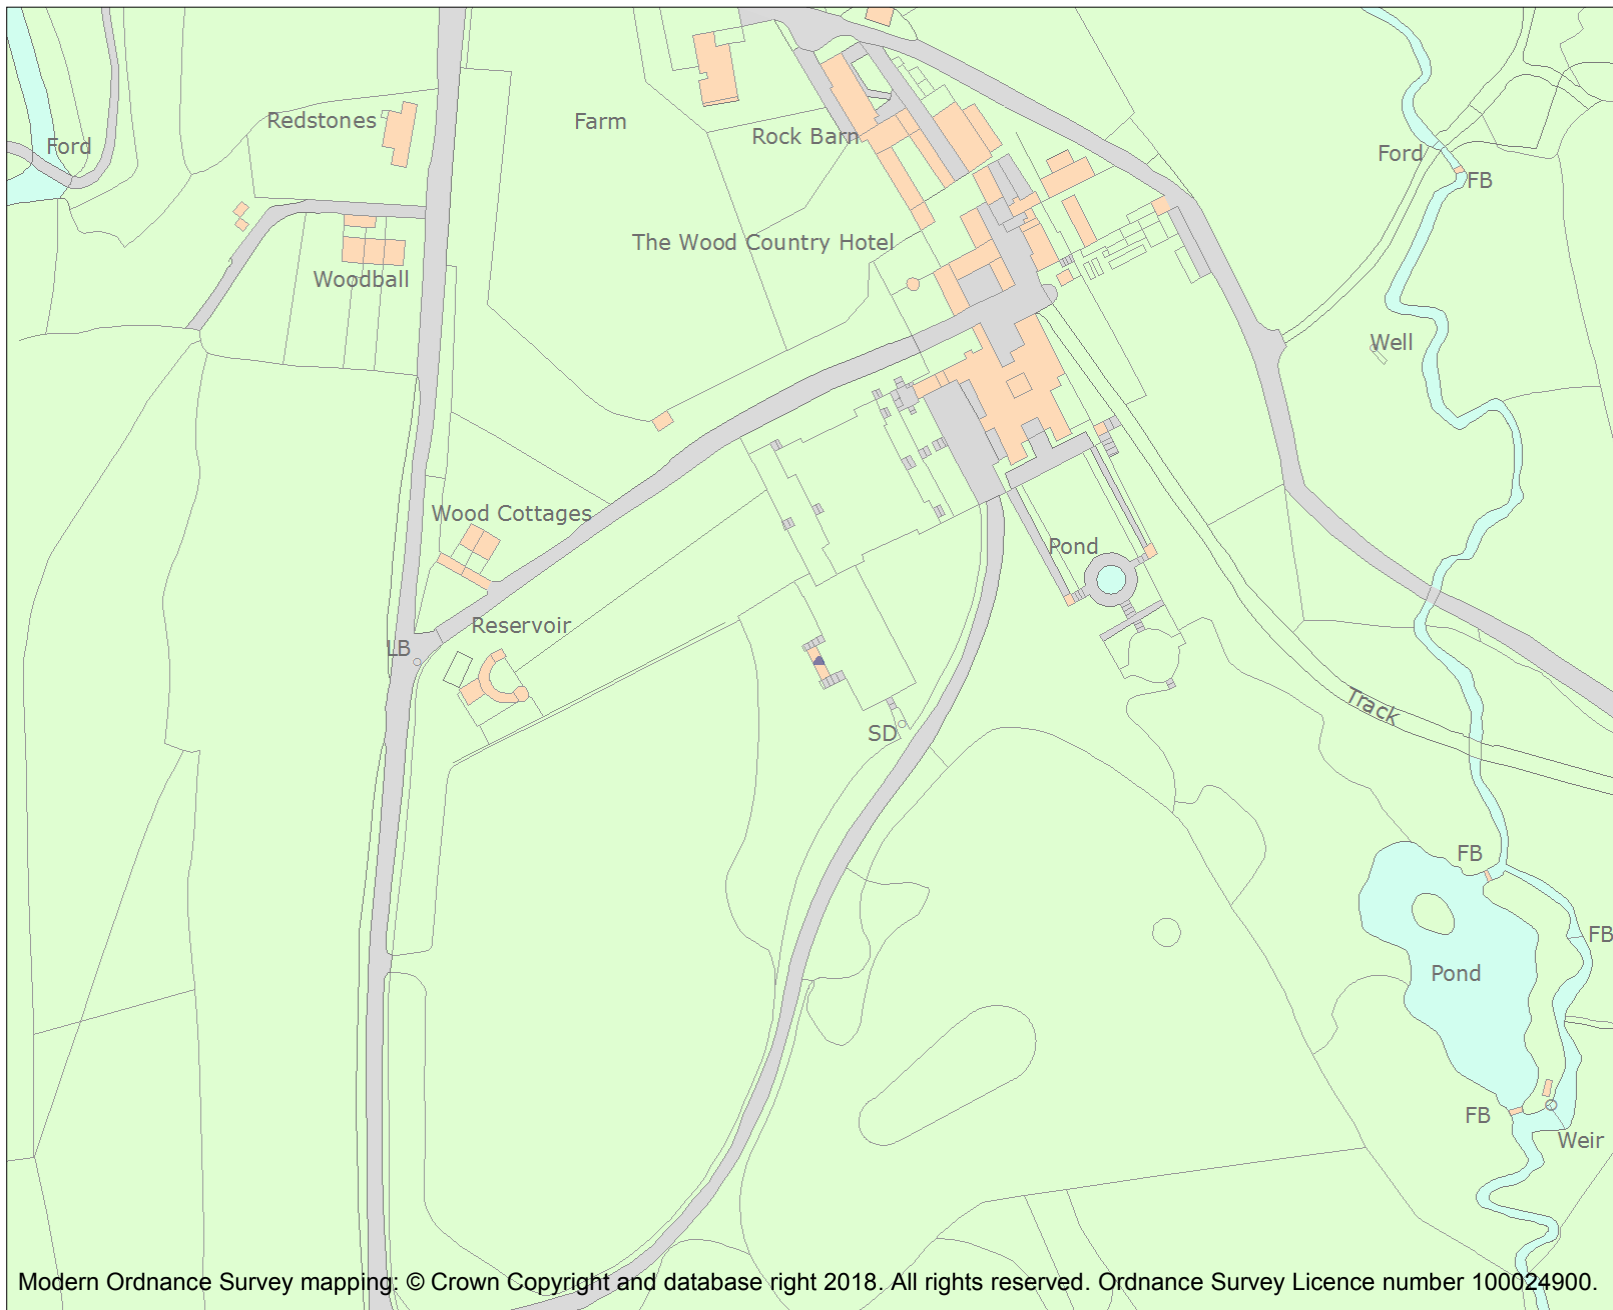 Redstones
Farm
Rock Barn
Ford
Ford
FB
The Wood Country Hotel
Woodball
Well
Wood Cottages
Pond
Reservoir
LB
Track
SD
FB
FB
Pond
FB
Weir
Modern Ordnance Survey mapping: © Crown Copyright and database right 2018. All rights reserved. Ordnance Survey Licence number 100024900.